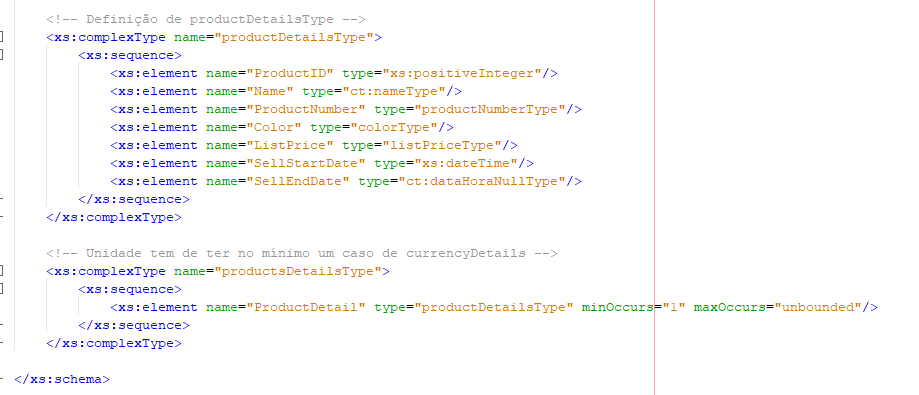 <!-- Definição de productDetailsType -->
<xs:complexType name="productDetailsType">
<xs:sequence>
<xs:element name="ProductID" type="xs:positiveInteger"/>
<xs:element name="Name" type="ct:nameType"/>
<xs:element name="ProductNumber" type="productNumberType"/>
<xs:element name="Color" type="colorType"/>
<xs:element name="ListPrice" type="listPriceType"/>
<xs:element name="SellStartDate" type="xs:dateTime"/>
<xs:element name="SellEndDate" type="ct:dataHoraNullType"/>
</xs:sequence>
</xs:complexType>
<!-- Unidade tem de ter no mínimo um caso de currencyDetails -->
<xs:complexType name="productsDetailsType">
<xs:sequence>
<xs:element name="ProductDetail" type="productDetailsType" minOccurs="1" maxOccurs="unbounded"/>
</xs:sequence>
</xs:complexType>
</xs:schema>